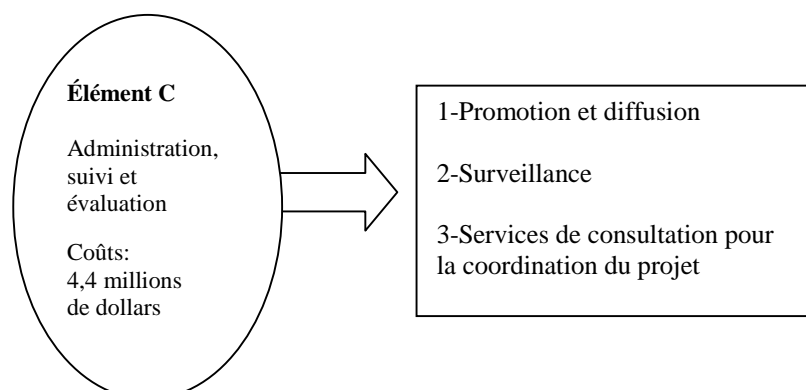 Élément C
Administration,
suivi et
évaluation
Coûts:
4,4 millions
de dollars
1-Promotion et diffusion
2-Surveillance
3-Services de consultation pour
la coordination du projet